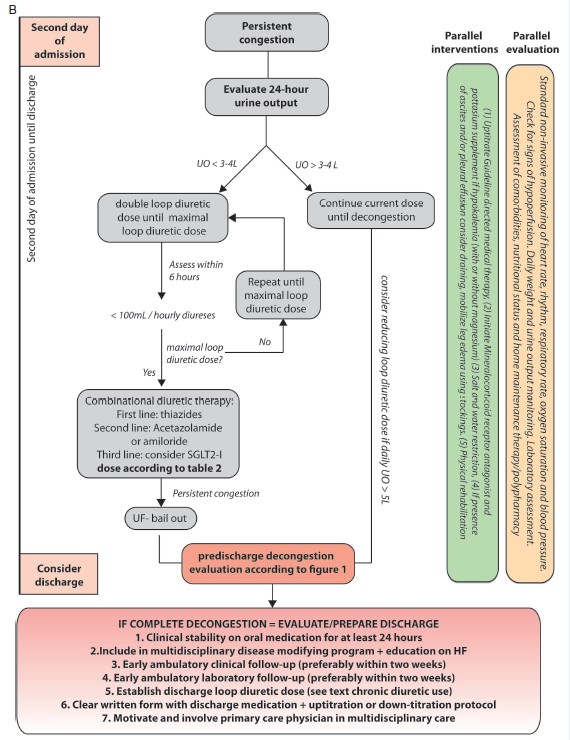 B
Second day
of
admission
Persistent
congestion
Parallel
interventions
Parallel
evaluation
Evaluate 24-hour
urine output
UO < 3-4L
UO > 3-4 L
double loop diuretic
dose until maximal
loop diuretic dose
Continue current dose
until decongestion
Second day of admission until discharge
Assess within
6 hours
Repeat until
maximal loop
diuretic dose
< 100mL / hourly diureses
maximal loop
diuretic dose?
No
Yes
consider reducing loop diuretic dose if daily UO > 5L
Combinational diuretic therapy:
First line: thiazides
Second line: Acetazolamide
or amiloride
Third line: consider SGLT2-I
dose according to table 2
Persistent congestion
UF- bail out
(1) Uptitrate Guideline directed medical therapy, (2) Initiate Mineralocorticoid receptor antagonist and
potrasium supplement if hypokalemia (with or without magnesium) (3) Salt and water restriction, (4) If presence
of ascites and/or pleural effusion consider draining, mobilize leg edema using stockings. (5) Physical rehabilitation
Standard non-invasive monitoring of heart rate, rhythm, respiratory rate, oxygen saturation and blood pressure.
Check for signs of hypoperfusion. Daily weight and urine output monitoring. Laboratory assessment.
Assessment of comorbidities, nutritional status and home maintenance therapy/polypharmacy
Consider
discharge
predischarge decongestion
evaluation according to figure 1
IF COMPLETE DECONGESTION = EVALUATE/PREPARE DISCHARGE
1. Clinical stability on oral medication for at least 24 hours
2.Include in multidisciplinary disease modifying program + education on HF
3. Early ambulatory clinical follow-up (preferably within two weeks)
4. Early ambulatory laboratory follow-up (preferably within two weeks)
5. Establish discharge loop diuretic dose (see text chronic diuretic use)
6. Clear written form with discharge medication + uptitration or down-titration protocol
7. Motivate and involve primary care physician in multidisciplinary care